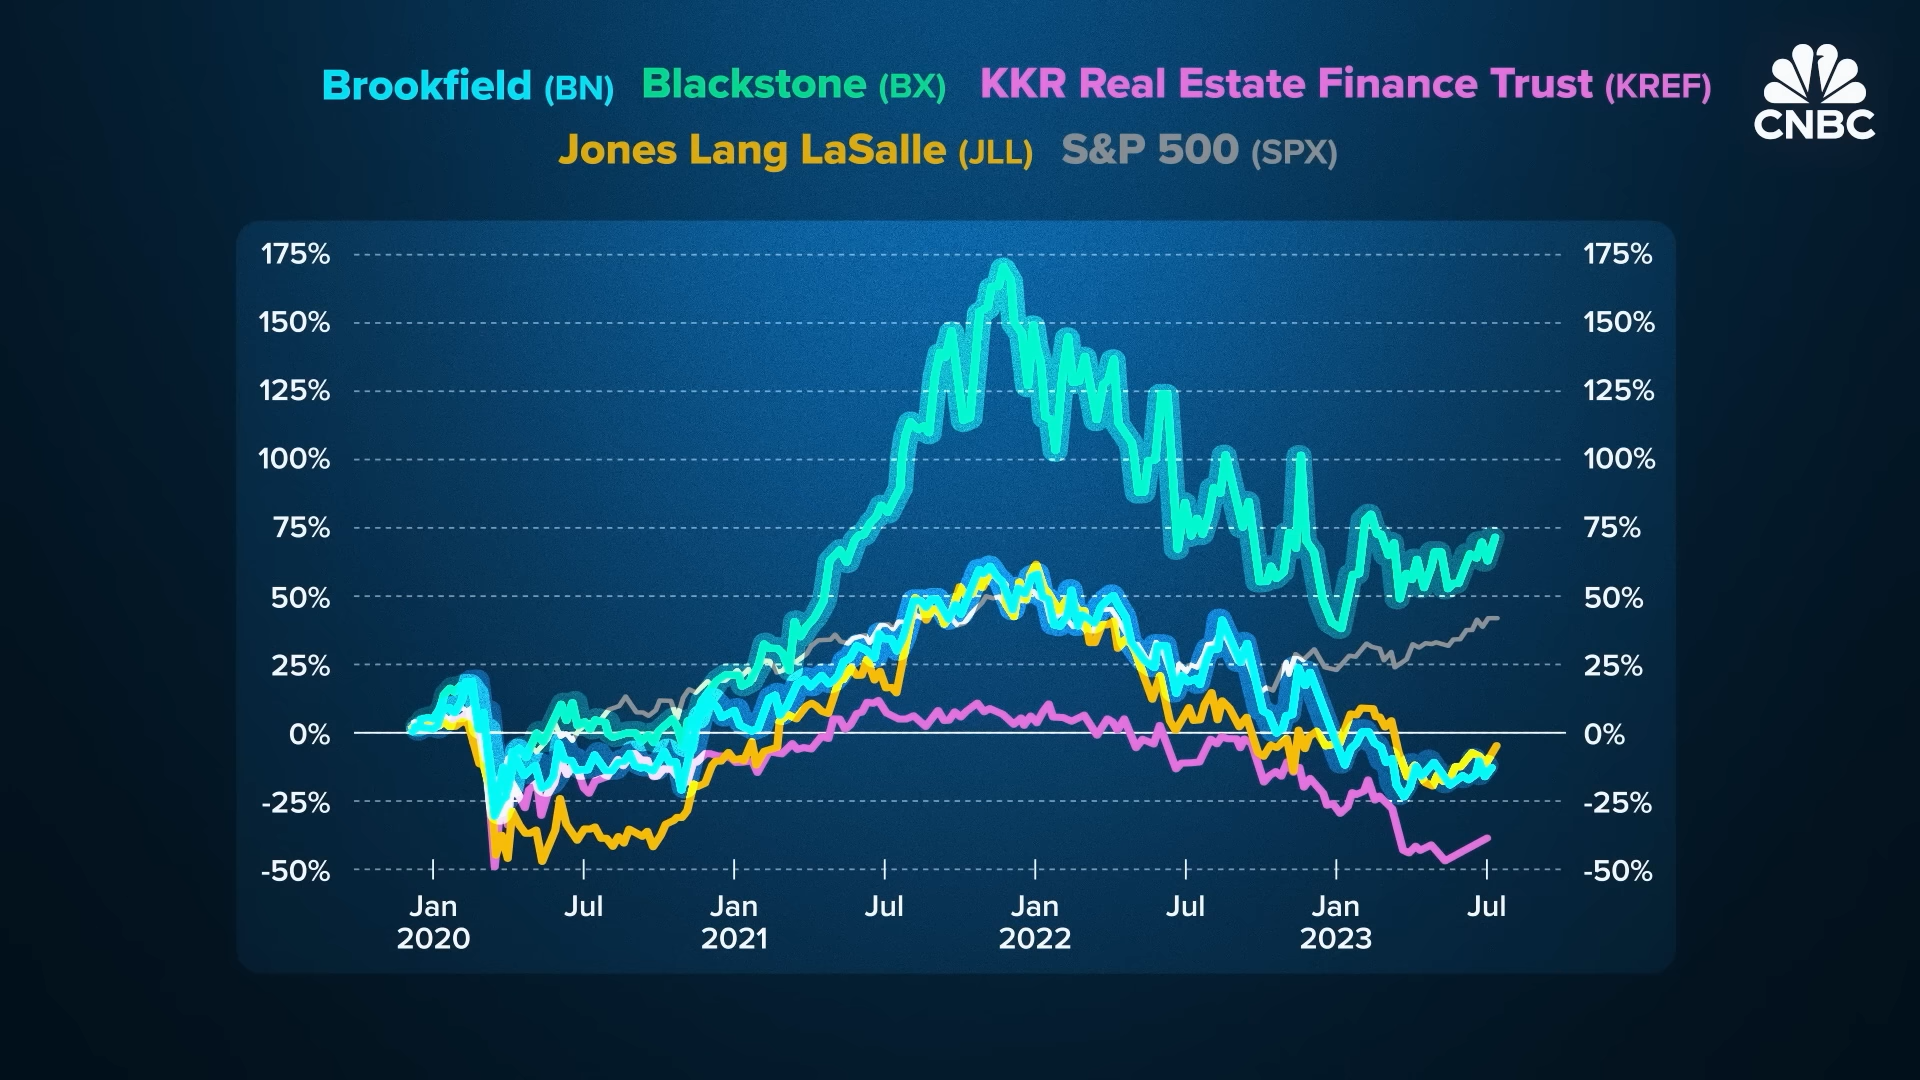 Brookfield (BN) Blackstone (BX) KKR Real Estate Finance Trust (KREF)
CNBC
Jones Lang LaSalle (JLL) S&P 500 (SPX)
175% 175%
150% 150%
125% 125%
100% 100%
75% 75%
50% 50%
25% 25%
0% 0%
-25% -25%
-50% -50%
Jan Jul Jan Jul Jan Jul Jan Jul
2020 2021 2022 2023